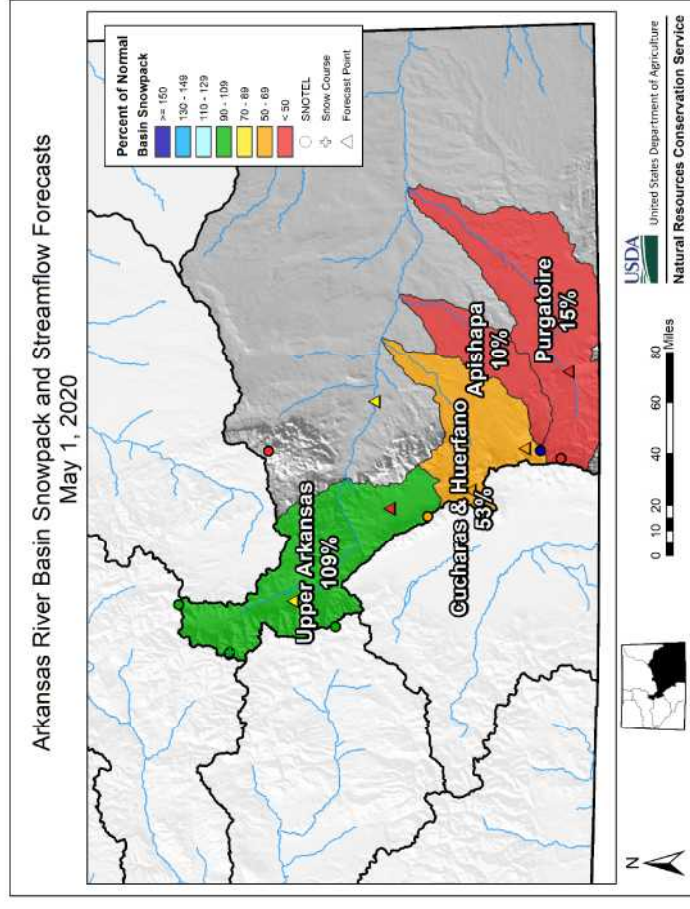 Arkansas River Basin Snowpack and Streamflow Forecasts
May 1, 2020
Percent of Normal
Basin Snowpack
>= 150
130 - 149
110 - 129
90 - 109
70 - 89
50 - 69
< 50
SNOTEL
Snow Course
Forecast Point
Upper Arkansas
109%
Cucharas & Huerfano
53%
Apishapa
10%
Purgatoire
15%
N
0 10 20 40 60 80
Miles
USDA
United States Department of Agriculture
Natural Resources Conservation Service